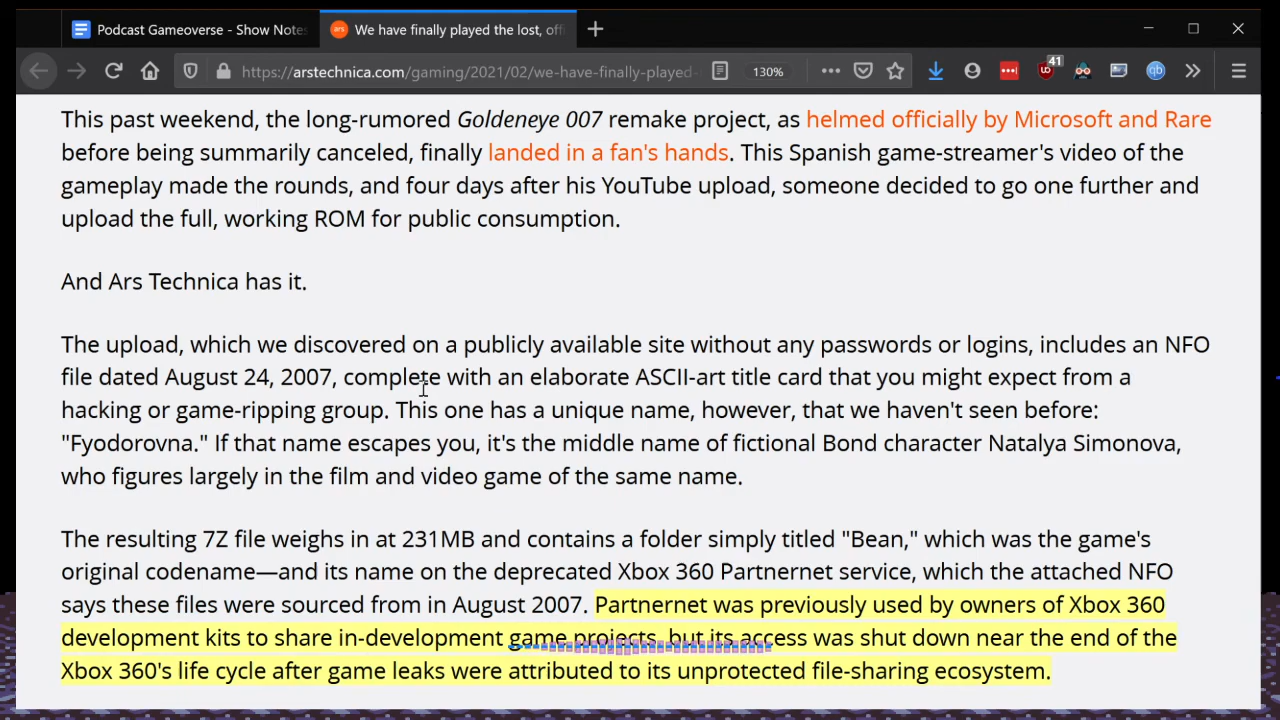 Podcast Gameoverse - Show Notes
ars We have finally played the lost, offi
https://arstechnica.com/gaming/2021/02/we-have-finally-played- 130% 41 qb
This past weekend, the long-rumored Goldeneye 007 remake project, as helmed officially by Microsoft and Rare
before being summarily canceled, finally landed in a fan's hands. This Spanish game-streamer's video of the
gameplay made the rounds, and four days after his YouTube upload, someone decided to go one further and
upload the full, working ROM for public consumption.
And Ars Technica has it.
The upload, which we discovered on a publicly available site without any passwords or logins, includes an NFO
file dated August 24, 2007, complete with an elaborate ASCII-art title card that you might expect from a
hacking or game-ripping group. This one has a unique name, however, that we haven't seen before:
"Fyodorovna." If that name escapes you, it's the middle name of fictional Bond character Natalya Simonova,
who figures largely in the film and video game of the same name.
The resulting 7Z file weighs in at 231MB and contains a folder simply titled "Bean," which was the game's
original codename—and its name on the deprecated Xbox 360 Partnernet service, which the attached NFO
says these files were sourced from in August 2007. Partnernet was previously used by owners of Xbox 360
development kits to share in-development game projects, but its access was shut down near the end of the
Xbox 360's life cycle after game leaks were attributed to its unprotected file-sharing ecosystem.